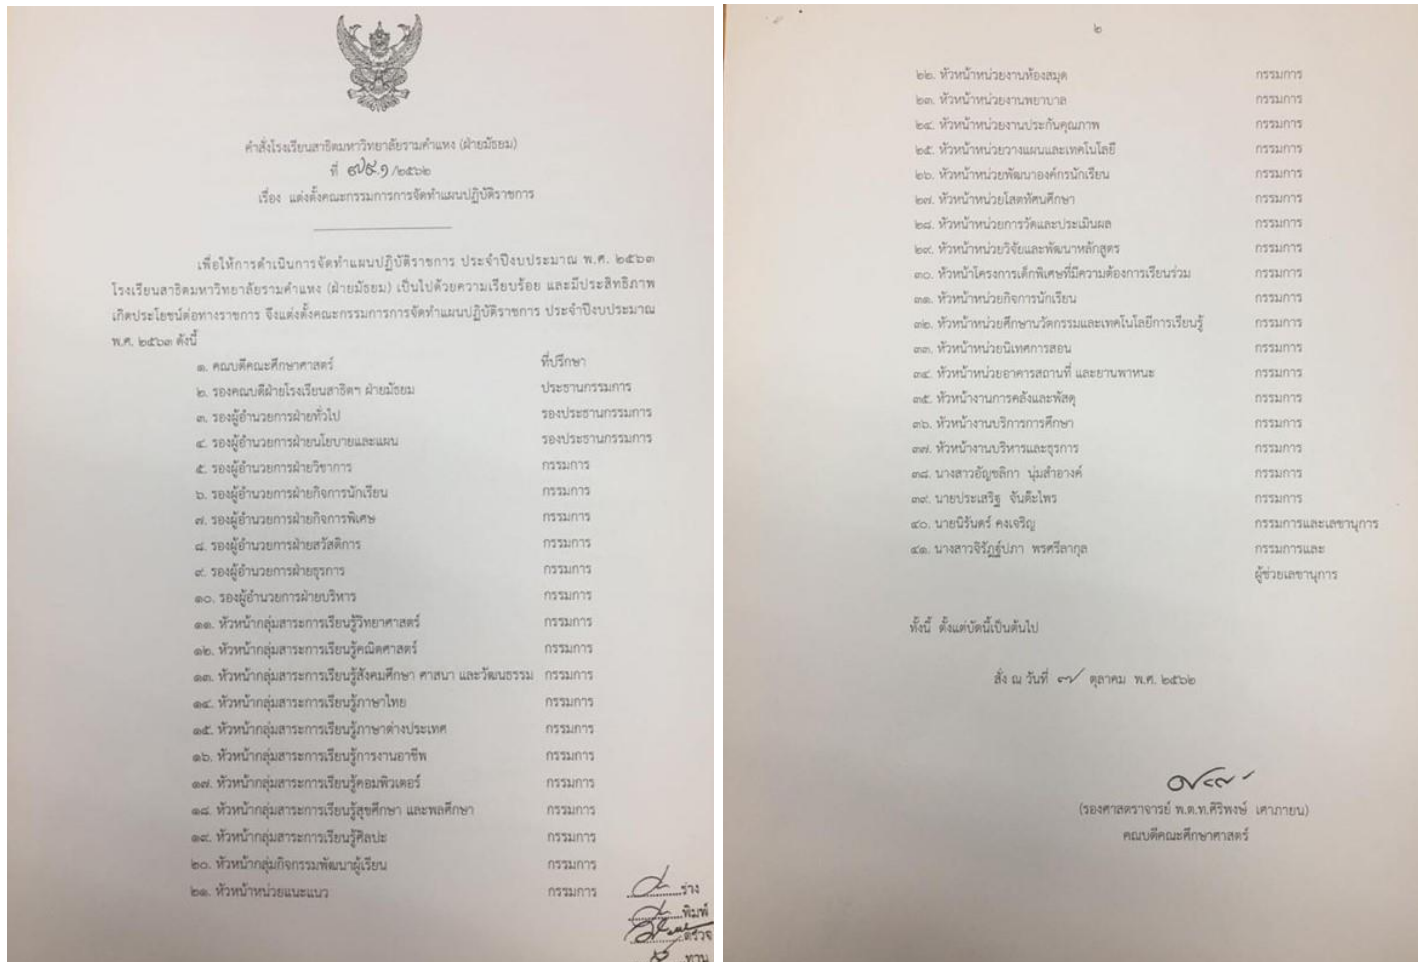 คำสั่งโรงเรียนสาธิตมหาวิทยาลัยรามคำแหง (ฝ่ายมัธยม)
ที่ /๒๕๖๒
เรื่อง แต่งตั้งคณะกรรมการการจัดทำแผนปฏิบัติราชการ
เพื่อให้การดำเนินการจัดทำแผนปฏิบัติราชการ ประจำปีงบประมาณ พ.ศ. ๒๕๖๓
โรงเรียนสาธิตมหาวิทยาลัยรามคำแหง (ฝ่ายมัธยม) เป็นไปด้วยความเรียบร้อย และมีประสิทธิภาพ
เกิดประโยชน์ต่อทางราชการ จึงแต่งตั้งคณะกรรมการการจัดทำแผนปฏิบัติราชการ ประจำปีงบประมาณ
พ.ศ. ๒๕๖๓ ดังนี้
๑. คณบดีคณะศึกษาศาสตร์ ที่ปรึกษา
๒. รองคณบดีฝ่ายโรงเรียนสาธิตฯ ฝ่ายมัธยม ประธานกรรมการ
๓. รองผู้อำนวยการฝ่ายทั่วไป รองประธานกรรมการ
๔. รองผู้อำนวยการฝ่ายนโยบายและแผน รองประธานกรรมการ
๕. รองผู้อำนวยการฝ่ายวิชาการ กรรมการ
๖. รองผู้อำนวยการฝ่ายกิจการนักเรียน กรรมการ
๗. รองผู้อำนวยการฝ่ายกิจการพิเศษ กรรมการ
๘. รองผู้อำนวยการฝ่ายสวัสดิการ กรรมการ
๙. รองผู้อำนวยการฝ่ายธุรการ กรรมการ
๑๐. รองผู้อำนวยการฝ่ายบริหาร กรรมการ
๑๑. หัวหน้ากลุ่มสาระการเรียนรู้วิทยาศาสตร์ กรรมการ
๑๒. หัวหน้ากลุ่มสาระการเรียนรู้คณิตศาสตร์ กรรมการ
๑๓. หัวหน้ากลุ่มสาระการเรียนรู้สังคมศึกษา ศาสนา และวัฒนธรรม กรรมการ
๑๔. หัวหน้ากลุ่มสาระการเรียนรู้ภาษาไทย กรรมการ
๑๕. หัวหน้ากลุ่มสาระการเรียนรู้ภาษาต่างประเทศ กรรมการ
๑๖. หัวหน้ากลุ่มสาระการเรียนรู้การงานอาชีพ กรรมการ
๑๗. หัวหน้ากลุ่มสาระการเรียนรู้คอมพิวเตอร์ กรรมการ
๑๘. หัวหน้ากลุ่มสาระการเรียนรู้สุขศึกษา และพลศึกษา กรรมการ
๑๙. หัวหน้ากลุ่มสาระการเรียนรู้ศิลปะ กรรมการ
๒๐. หัวหน้ากลุ่มกิจกรรมพัฒนาผู้เรียน กรรมการ
๒๑. หัวหน้าหน่วยแนะแนว กรรมการ
ร่าง
พิมพ์
ตรวจ
ทาน
๒
๒๒. หัวหน้าหน่วยงานห้องสมุด กรรมการ
๒๓. หัวหน้าหน่วยงานพยาบาล กรรมการ
๒๔. หัวหน้าหน่วยงานประกันคุณภาพ กรรมการ
๒๕. หัวหน้าหน่วยวางแผนและเทคโนโลยี กรรมการ
๒๖. หัวหน้าหน่วยพัฒนาองค์กรนักเรียน กรรมการ
๒๗. หัวหน้าหน่วยโสตทัศนศึกษา กรรมการ
๒๘. หัวหน้าหน่วยการวัดและประเมินผล กรรมการ
๒๙. หัวหน้าหน่วยวิจัยและพัฒนาหลักสูตร กรรมการ
๓๐. หัวหน้าโครงการเด็กพิเศษที่มีความต้องการเรียนร่วม กรรมการ
๓๑. หัวหน้าหน่วยกิจการนักเรียน กรรมการ
๓๒. หัวหน้าหน่วยศึกษานวัตกรรมและเทคโนโลยีการเรียนรู้ กรรมการ
๓๓. หัวหน้าหน่วยนิเทศการสอน กรรมการ
๓๔. หัวหน้าหน่วยอาคารสถานที่ และยานพาหนะ กรรมการ
๓๕. หัวหน้างานการคลังและพัสดุ กรรมการ
๓๖. หัวหน้างานบริการการศึกษา กรรมการ
๓๗. หัวหน้างานบริหารและธุรการ กรรมการ
๓๘. นางสาวอัญชลิกา นุ่มสำอางค์ กรรมการ
๓๙. นายประเสริฐ จันต๊ะไพร กรรมการ
๔๐. นายนิรันดร์ คงเจริญ กรรมการและเลขานุการ
๔๑. นางสาวจิรัฏฐ์ปภา พรศรีลากุล กรรมการและ
ผู้ช่วยเลขานุการ
ทั้งนี้ ตั้งแต่บัดนี้เป็นต้นไป
สั่ง ณ วันที่ ๗ ตุลาคม พ.ศ. ๒๕๖๒
(รองศาสตราจารย์ พ.ต.ท.ศิริพงษ์ เศาภายน)
คณบดีคณะศึกษาศาสตร์